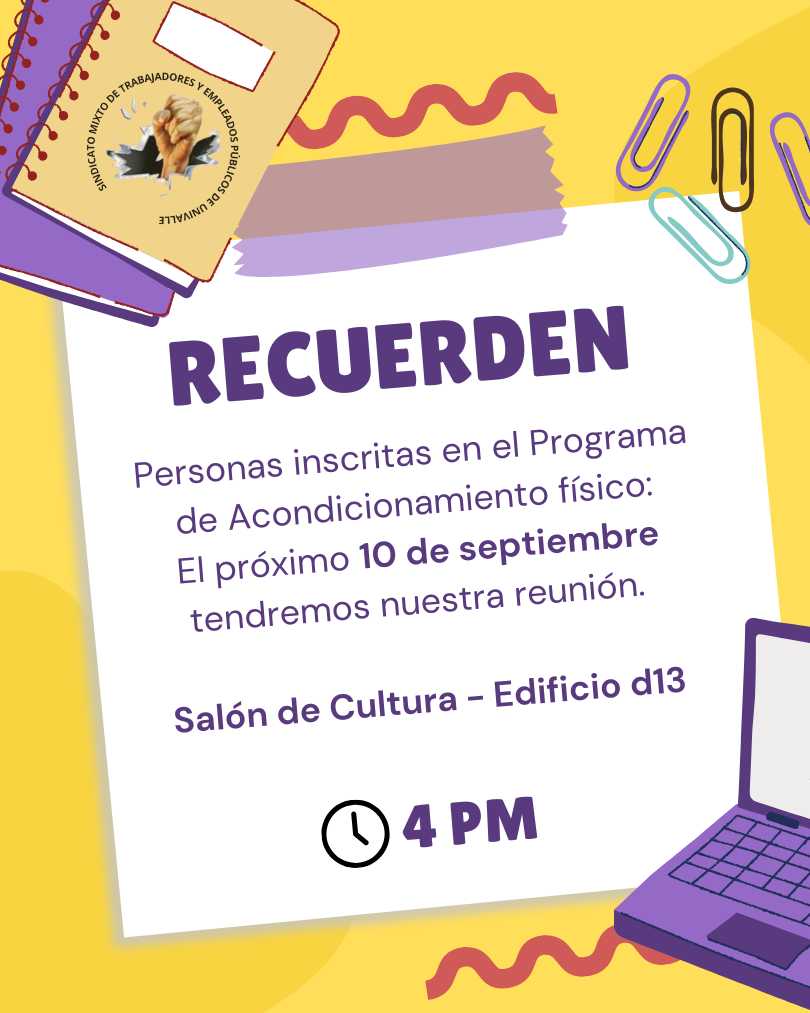 SINDICATO MIXTO DE TRABAJADORES Y EMPLEADOS PÚBLICOS DE UNIVALLE
RECUERDEN
Personas inscritas en el Programa
de Acondicionamiento físico:
El próximo 10 de septiembre
tendremos nuestra reunión.
Salón de Cultura - Edificio d13
4 PM